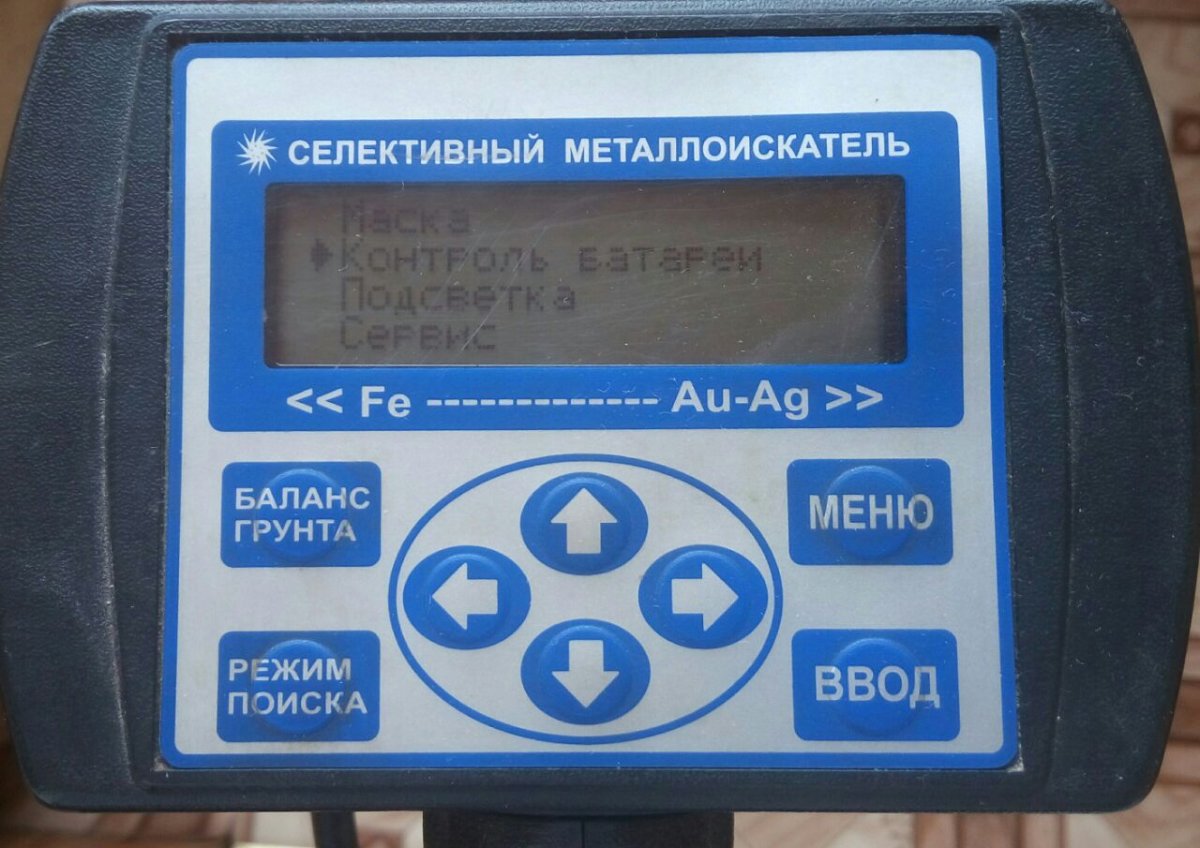 СЕЛЕКТИВНЫЙ МЕТАЛЛОИСКАТЕЛЬ
Маска
Контроль батареи
Подсветка
Сервис
<< Fe ------------- Au-Ag >>
БАЛАНС
ГРУНТА
МЕНЮ
РЕЖИМ
ПОИСКА
ВВОД